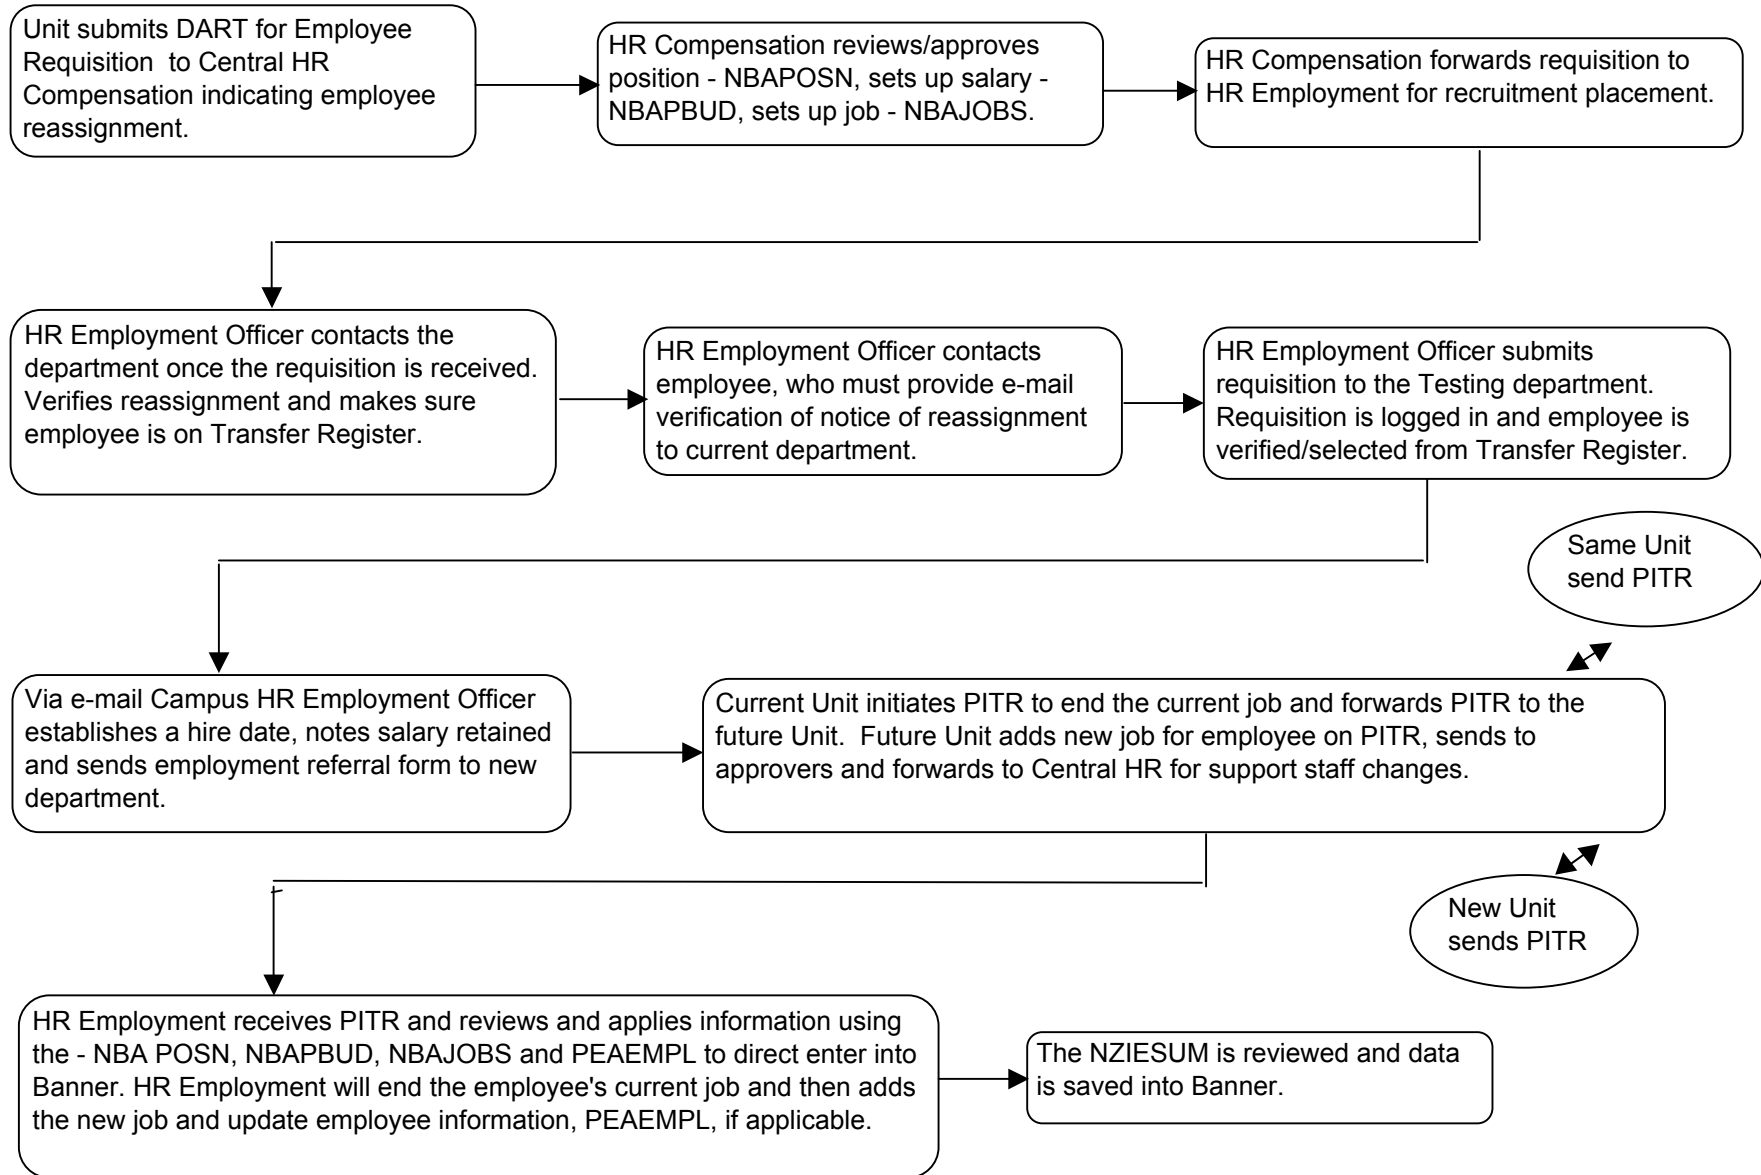 Unit submits DART for Employee
Requisition to Central HR
Compensation indicating employee
reassignment.
HR Compensation reviews/approves
position - NBAPOSN, sets up salary -
NBAPBUD, sets up job - NBAJOBS.
HR Compensation forwards requisition to
HR Employment for recruitment placement.
HR Employment Officer contacts the
department once the requisition is received.
Verifies reassignment and makes sure
employee is on Transfer Register.
HR Employment Officer contacts
employee, who must provide e-mail
verification of notice of reassignment
to current department.
HR Employment Officer submits
requisition to the Testing department.
Requisition is logged in and employee is
verified/selected from Transfer Register.
Same Unit
send PITR
Via e-mail Campus HR Employment Officer
establishes a hire date, notes salary retained
and sends employment referral form to new
department.
Current Unit initiates PITR to end the current job and forwards PITR to the
future Unit. Future Unit adds new job for employee on PITR, sends to
approvers and forwards to Central HR for support staff changes.
New Unit
sends PITR
HR Employment receives PITR and reviews and applies information using
the - NBA POSN, NBAPBUD, NBAJOBS and PEAEMPL to direct enter into
Banner. HR Employment will end the employee's current job and then adds
the new job and update employee information, PEAEMPL, if applicable.
The NZIESUM is reviewed and data
is saved into Banner.